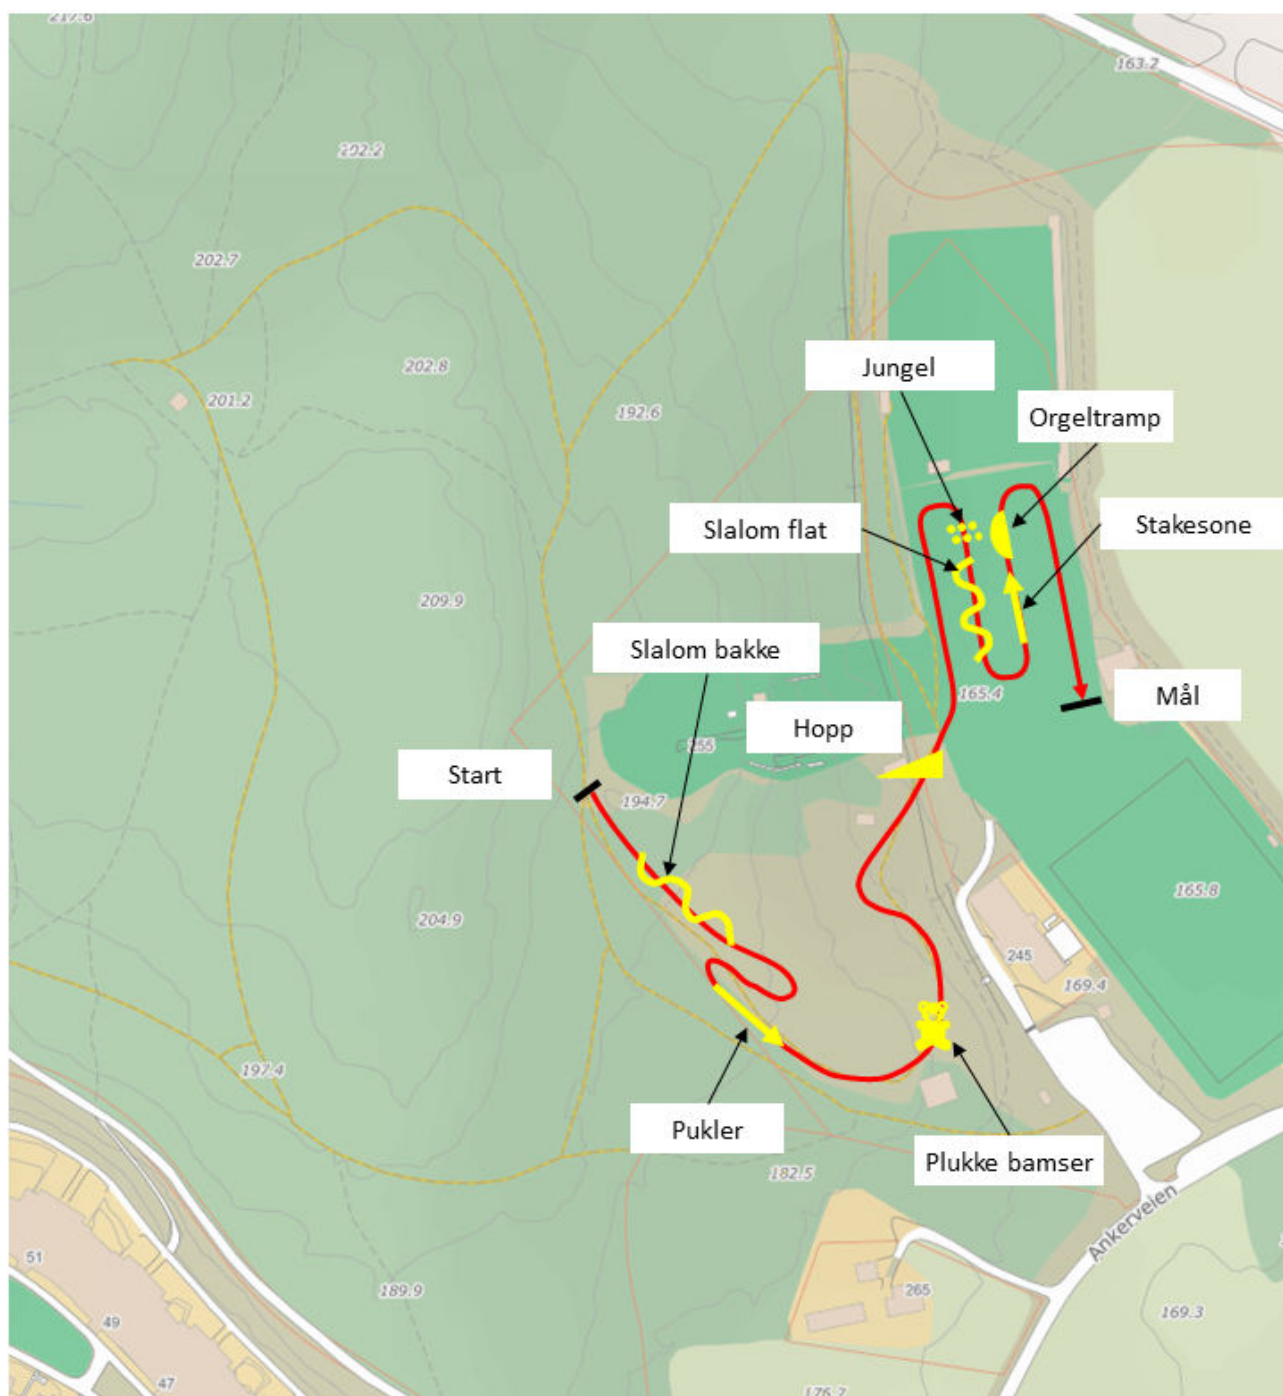 217.6
163.2
202.2
202.7
202.8
201.2
192.6
Jungel
Orgeltramp
Slalom flat
Stakesone
209.9
Slalom bakke
165.4
Mål
Hopp
255
Start
194.7
165.8
204.9
245
169.4
197.4
Pukler
Plukke bamser
182.5
Ankerveien
51
189.9
265
169.3
49
47
176.2